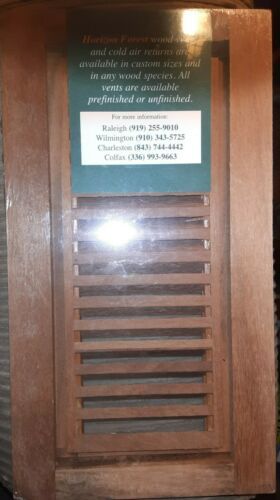 Horizon Forest wood
and cold air returns are
available in custom sizes and
in any wood species. All
vents are available
prefinished or unfinished.
For more information:
Raleigh (919) 255-9010
Wilmington (910) 343-5725
Charleston (843) 744-4442
Colfax (336) 993-9663